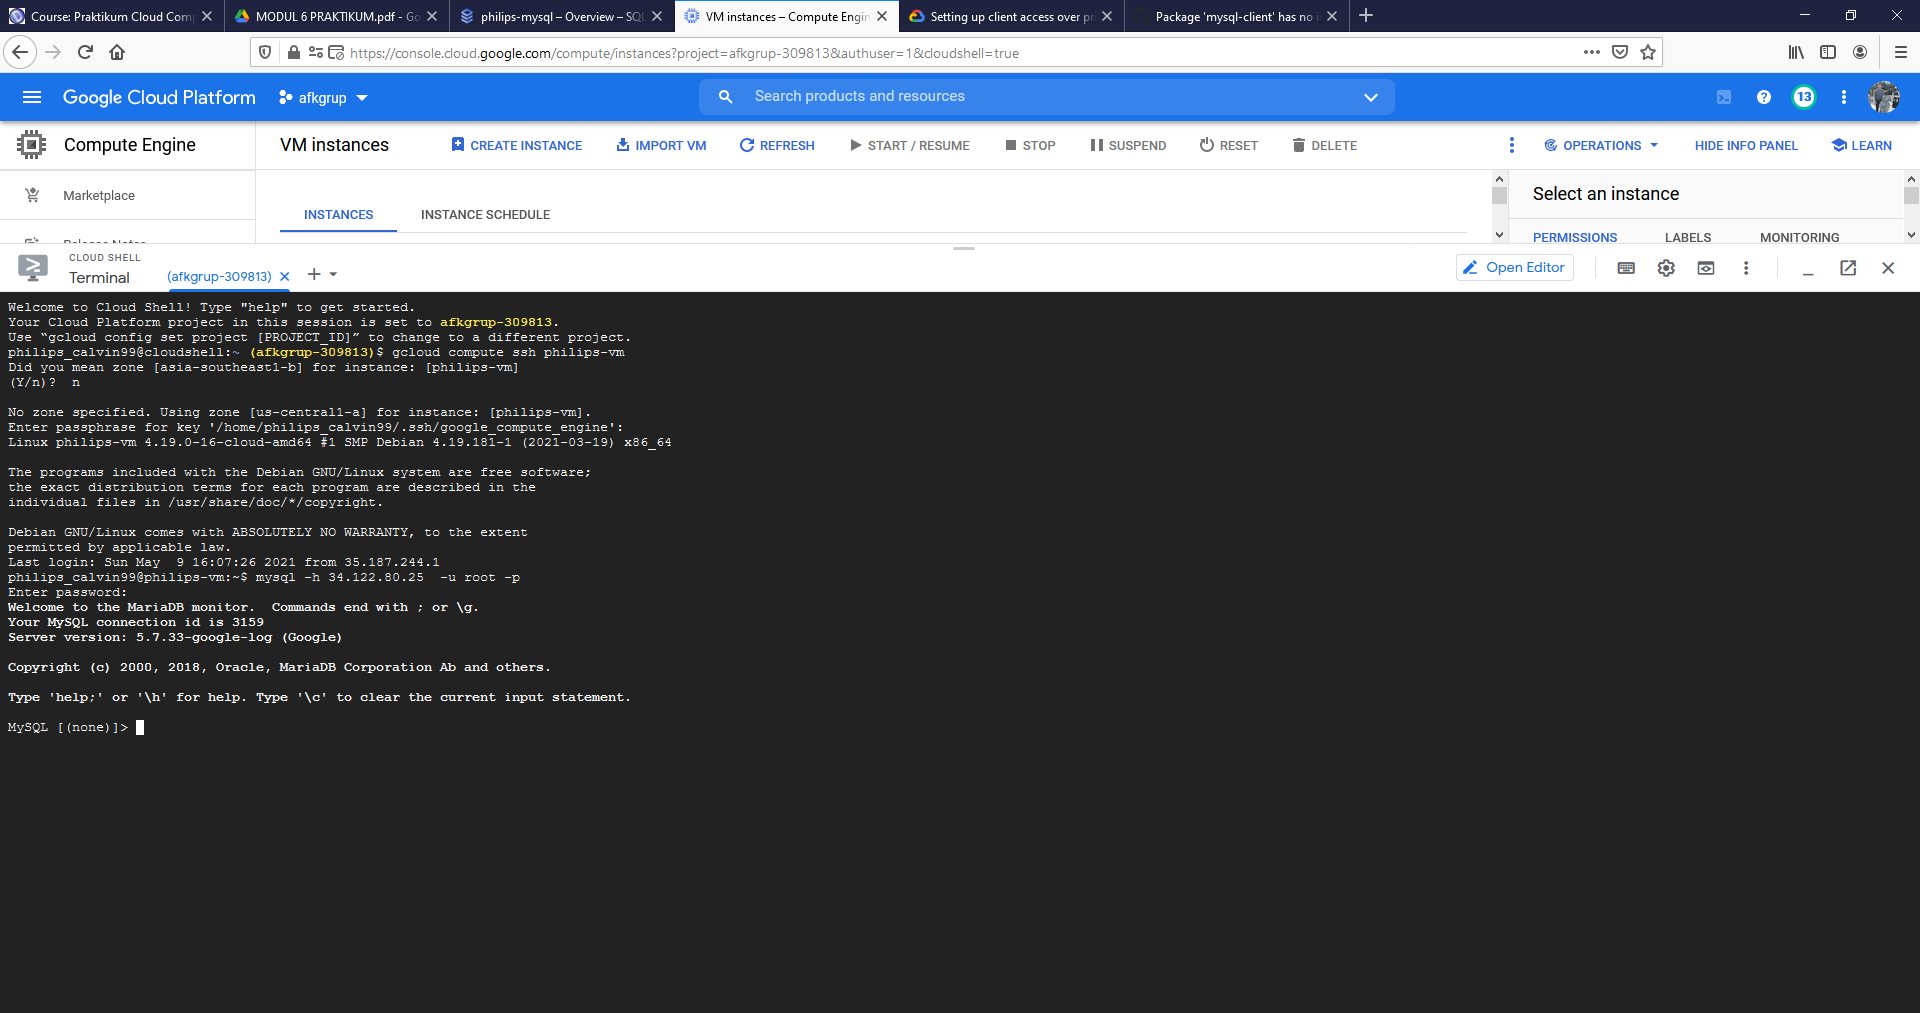 Course: Praktikum Cloud Com
MODUL 6 PRAKTIKUM.pdf - Go
philips-mysql – Overview – SQL
VM instances – Compute Engin
Setting up client access over pr
Package 'mysql-client' has no i
https://console.cloud.google.com/compute/instances?project=afkgrup-309813&authuser=1&cloudshell=true
Google Cloud Platform
afkgrup
Search products and resources
13
Compute Engine
VM instances
CREATE INSTANCE
IMPORT VM
REFRESH
START / RESUME
STOP
SUSPEND
RESET
DELETE
OPERATIONS
HIDE INFO PANEL
LEARN
Marketplace
Release Notes
INSTANCES
INSTANCE SCHEDULE
Select an instance
PERMISSIONS
LABELS
MONITORING
CLOUD SHELL
Terminal
(afkgrup-309813)
Open Editor
Welcome to Cloud Shell! Type "help" to get started.
Your Cloud Platform project in this session is set to afkgrup-309813.
Use “gcloud config set project [PROJECT_ID]” to change to a different project.
philips_calvin99@cloudshell:~ (afkgrup-309813)$ gcloud compute ssh philips-vm
Did you mean zone [asia-southeast1-b] for instance: [philips-vm]
(Y/n)?  n
No zone specified. Using zone [us-central1-a] for instance: [philips-vm].
Enter passphrase for key '/home/philips_calvin99/.ssh/google_compute_engine':
Linux philips-vm 4.19.0-16-cloud-amd64 #1 SMP Debian 4.19.181-1 (2021-03-19) x86_64
The programs included with the Debian GNU/Linux system are free software;
the exact distribution terms for each program are described in the
individual files in /usr/share/doc/*/copyright.
Debian GNU/Linux comes with ABSOLUTELY NO WARRANTY, to the extent
permitted by applicable law.
Last login: Sun May  9 16:07:26 2021 from 35.187.244.1
philips_calvin99@philips-vm:~$ mysql -h 34.122.80.25  -u root -p
Enter password:
Welcome to the MariaDB monitor.  Commands end with ; or \g.
Your MySQL connection id is 3159
Server version: 5.7.33-google-log (Google)
Copyright (c) 2000, 2018, Oracle, MariaDB Corporation Ab and others.
Type 'help;' or '\h' for help. Type '\c' to clear the current input statement.
MySQL [(none)]>